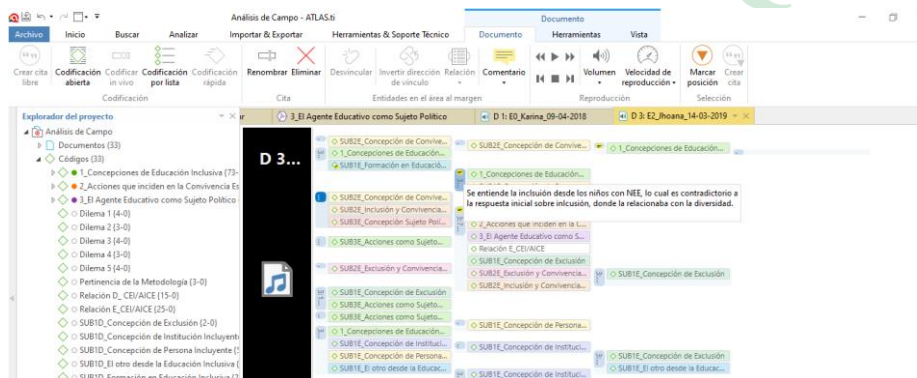 Análisis de Campo - ATLAS.ti
Documento
Archivo Inicio Buscar Analizar Importar & Exportar Herramientas & Soporte Técnico Documento Herramientas Vista
Crear cita libre
Codificación abierta
Codificar in vivo
Codificación por lista
Codificación rápida
Renombrar
Eliminar
Desvincular
Invertir dirección de vínculo
Relación
Comentario
Volumen
Velocidad de reproducción
Marcar posición
Crear cita
Codificación Cita Entidades en el área al margen Reproducción Selección
Explorador del proyecto
3_El Agente Educativo como Sujeto Político
D 1: E0_Karina_09-04-2018
D 3: E2_Jhoana_14-03-2019
Análisis de Campo
Documentos (33)
Códigos (33)
1_Concepciones de Educación Inclusiva {73-
2_Acciones que inciden en la Convivencia Es
3_El Agente Educativo como Sujeto Político
Dilema 1 {4-0}
Dilema 2 {3-0}
Dilema 3 {4-0}
Dilema 4 {3-0}
Dilema 5 {4-0}
Pertinencia de la Metodología {3-0}
Relación D_ CEI/AICE {15-0}
Relación E_CEI/AICE {25-0}
SUB1D_Concepción de Exclusión {2-0}
SUB1D_Concepción de Institución Incluyent
SUB1D_Concepción de Persona Incluyente {
SUB1D_El otro desde la Educación Inclusiva
SUB1D_Formación en Educación Inclusiva
D 3...
SUB2E_Concepción de Convive...
1_Concepciones de Educación...
SUB1E_Formación en Educació...
SUB2E_Concepción de Convive...
SUB2E_Inclusión y Convivencia...
SUB3E_Concepción Sujeto Polí...
SUB3E_Acciones como Sujeto...
SUB2E_Exclusión y Convivencia...
SUB1E_Concepción de Exclusión
SUB3E_Acciones como Sujeto...
SUB3E_Acciones como Sujeto...
1_Concepciones de Educación...
SUB1E_Concepción de Instituci...
SUB1E_Concepción de Persona...
SUB1E_El otro desde la Educac...
SUB2E_Concepción de Convive...
1_Concepciones de Educación...
1_Concepciones de Educación...
Se entiende la inclsuión desde los niños con NEE, lo cual es contradictorio a
la respuesta inicial sobre inlcusión, donde la relacionaba con la diversidad.
2_Acciones que inciden en la C...
3_El Agente Educativo como S...
Relación E_CEI/AICE
SUB1E_Concepción de Exclusión
SUB2E_Exclusión y Convivencia...
SUB2E_Inclusión y Convivencia...
SUB1E_Concepción de Exclusión
SUB1E_Concepción de Persona...
SUB1E_Concepción de Instituc...
SUB1E_Concepción de Exclusión
SUB1E_El otro desde la Educac...
SUB1E_Concepción de Instituci...